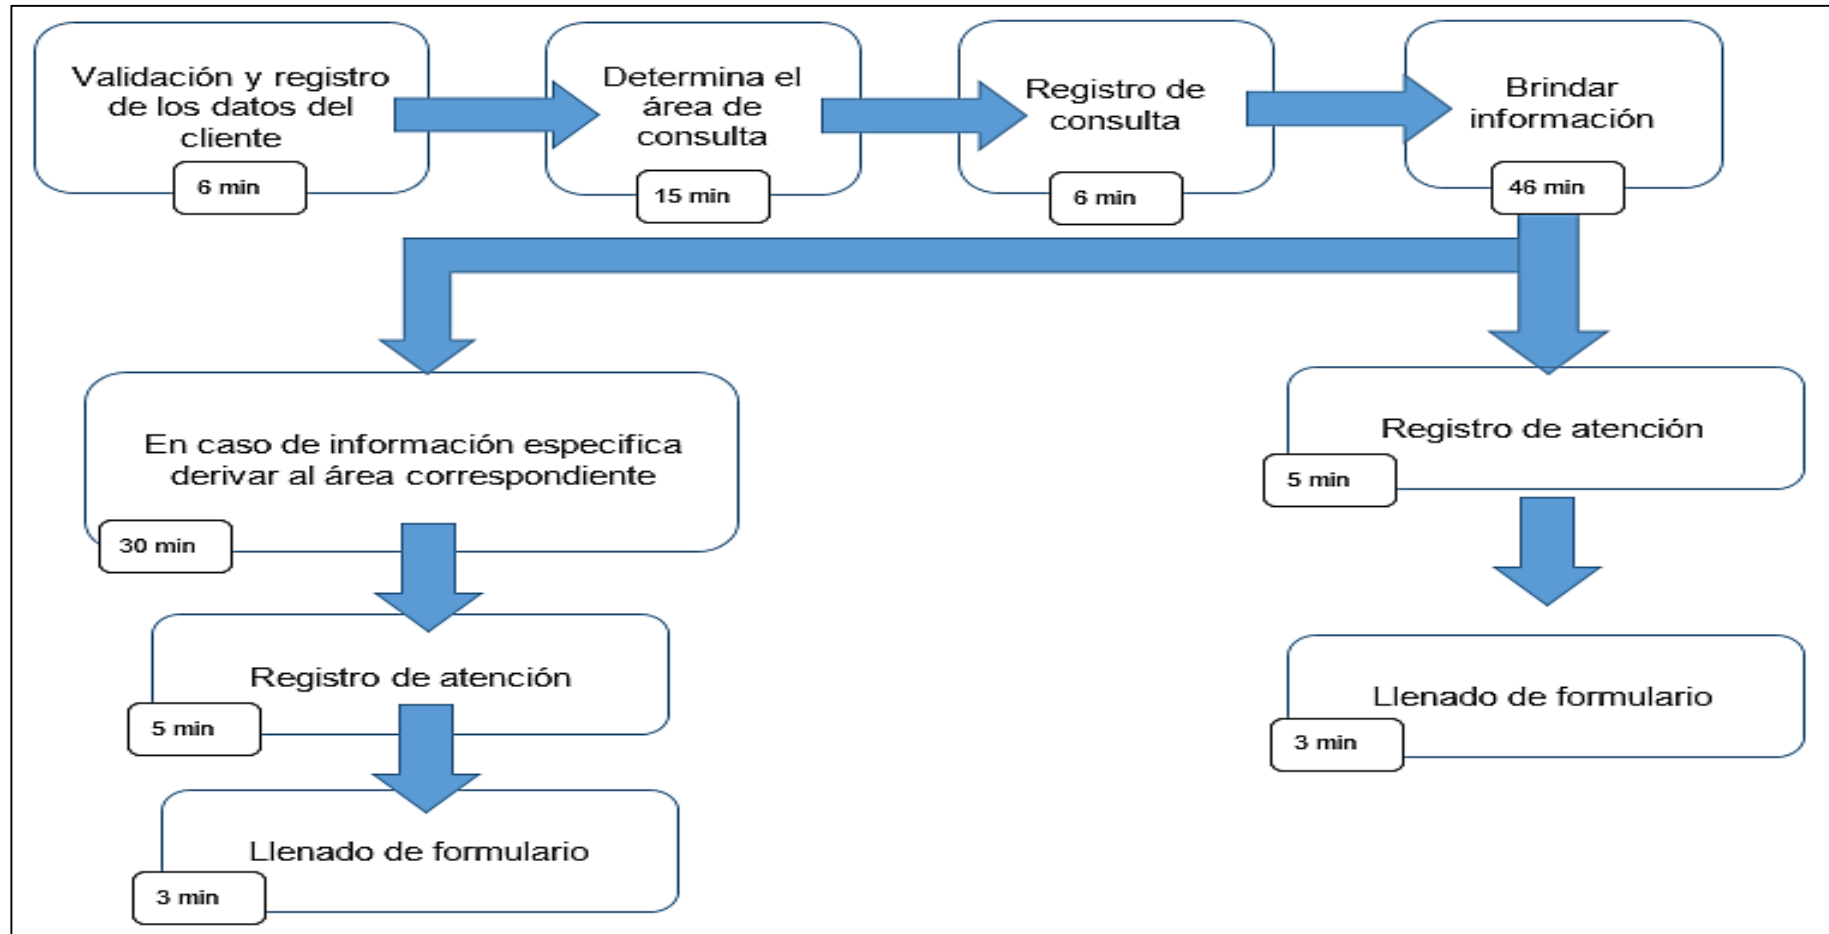 Validación y registro
de los datos del
cliente
6 min
Determina el
área de
consulta
15 min
Registro de
consulta
6 min
Brindar
información
46 min
En caso de información especifica
derivar al área correspondiente
30 min
Registro de atención
5 min
Llenado de formulario
3 min
Registro de atención
5 min
Llenado de formulario
3 min